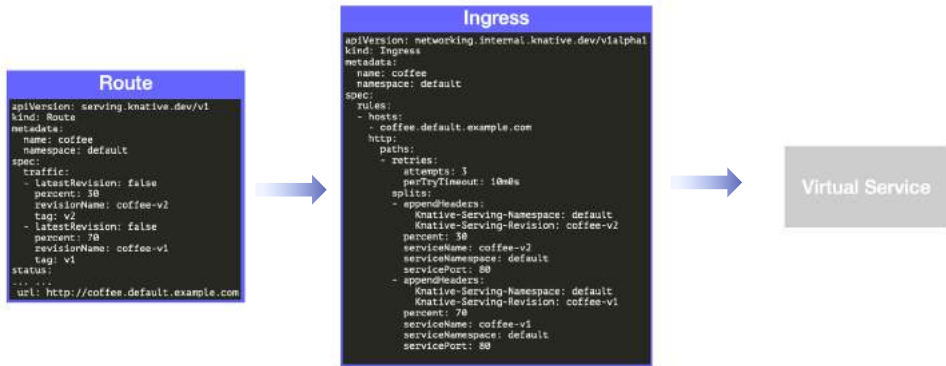 Route
apiVersion: serving.knative.dev/v1
kind: Route
metadata:
  name: coffee
  namespace: default
spec:
  traffic:
  - latestRevision: false
    percent: 30
    revisionName: coffee-v2
    tag: v2
  - latestRevision: false
    percent: 70
    revisionName: coffee-v1
    tag: v1
status:
... ...
 url: http://coffee.default.example.com
Ingress
apiVersion: networking.internal.knative.dev/v1alpha1
kind: Ingress
metadata:
  name: coffee
  namespace: default
spec:
  rules:
  - hosts:
    - coffee.default.example.com
    http:
      paths:
      - retries:
          attempts: 3
          perTryTimeout: 10m0s
        splits:
        - appendHeaders:
            Knative-Serving-Namespace: default
            Knative-Serving-Revision: coffee-v2
          percent: 30
          serviceName: coffee-v2
          serviceNamespace: default
          servicePort: 80
        - appendHeaders:
            Knative-Serving-Namespace: default
            Knative-Serving-Revision: coffee-v1
          percent: 70
          serviceName: coffee-v1
          serviceNamespace: default
          servicePort: 80
Virtual Service